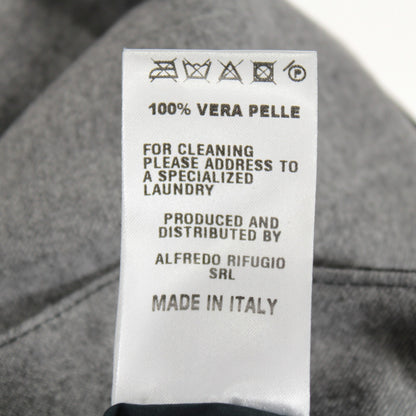 P
100% VERA PELLE
FOR CLEANING
PLEASE ADDRESS TO
A SPECIALIZED
LAUNDRY
PRODUCED AND
DISTRIBUTED BY
ALFREDO RIFUGIO
SRL
MADE IN ITALY